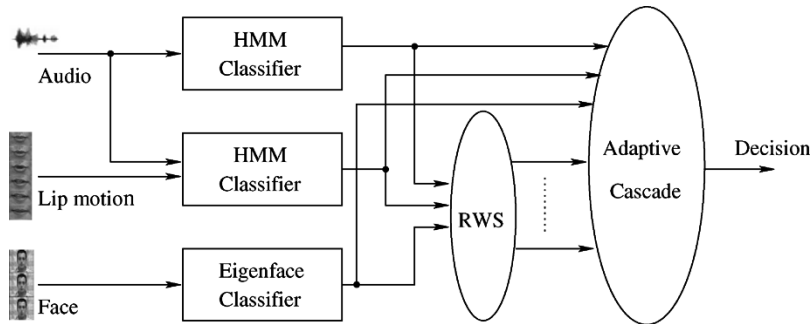 Audio
HMM
Classifier
Lip motion
HMM
Classifier
Face
Eigenface
Classifier
RWS
Adaptive
Cascade
Decision